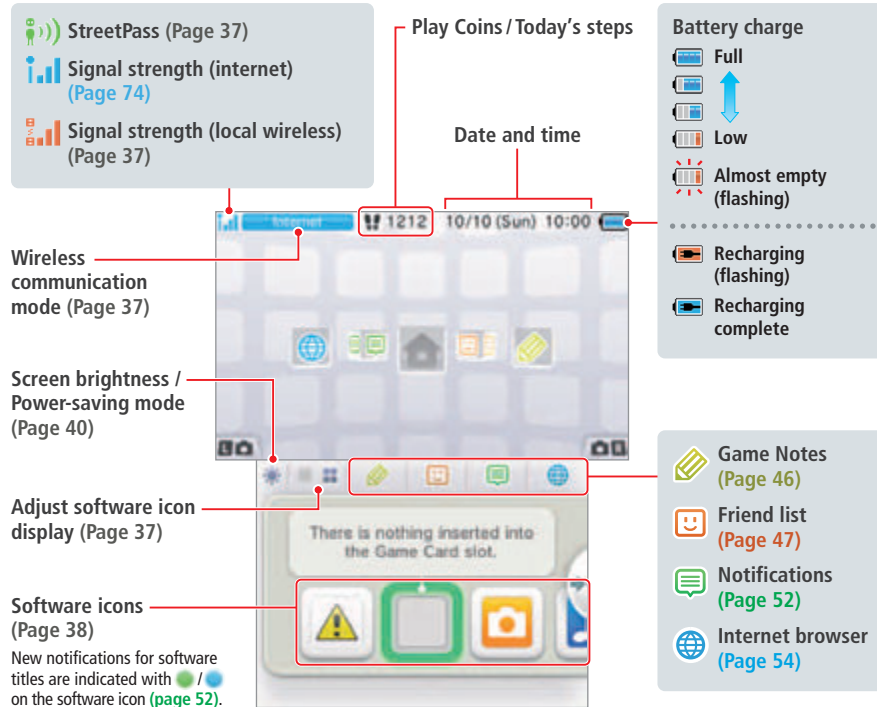 StreetPass (Page 37)
Signal strength (internet)
(Page 74)
Signal strength (local wireless)
(Page 37)
Play Coins / Today's steps
Date and time
Battery charge
Full
Low
Almost empty
(flashing)
Recharging
(flashing)
Recharging
complete
Internet 1212 10/10 (Sun) 10:00
Wireless
communication
mode (Page 37)
Screen brightness /
Power-saving mode
(Page 40)
L R
Adjust software icon
display (Page 37)
There is nothing inserted into
the Game Card slot.
Software icons
(Page 38)
New notifications for software
titles are indicated with /
on the software icon (page 52).
Game Notes
(Page 46)
Friend list
(Page 47)
Notifications
(Page 52)
Internet browser
(Page 54)